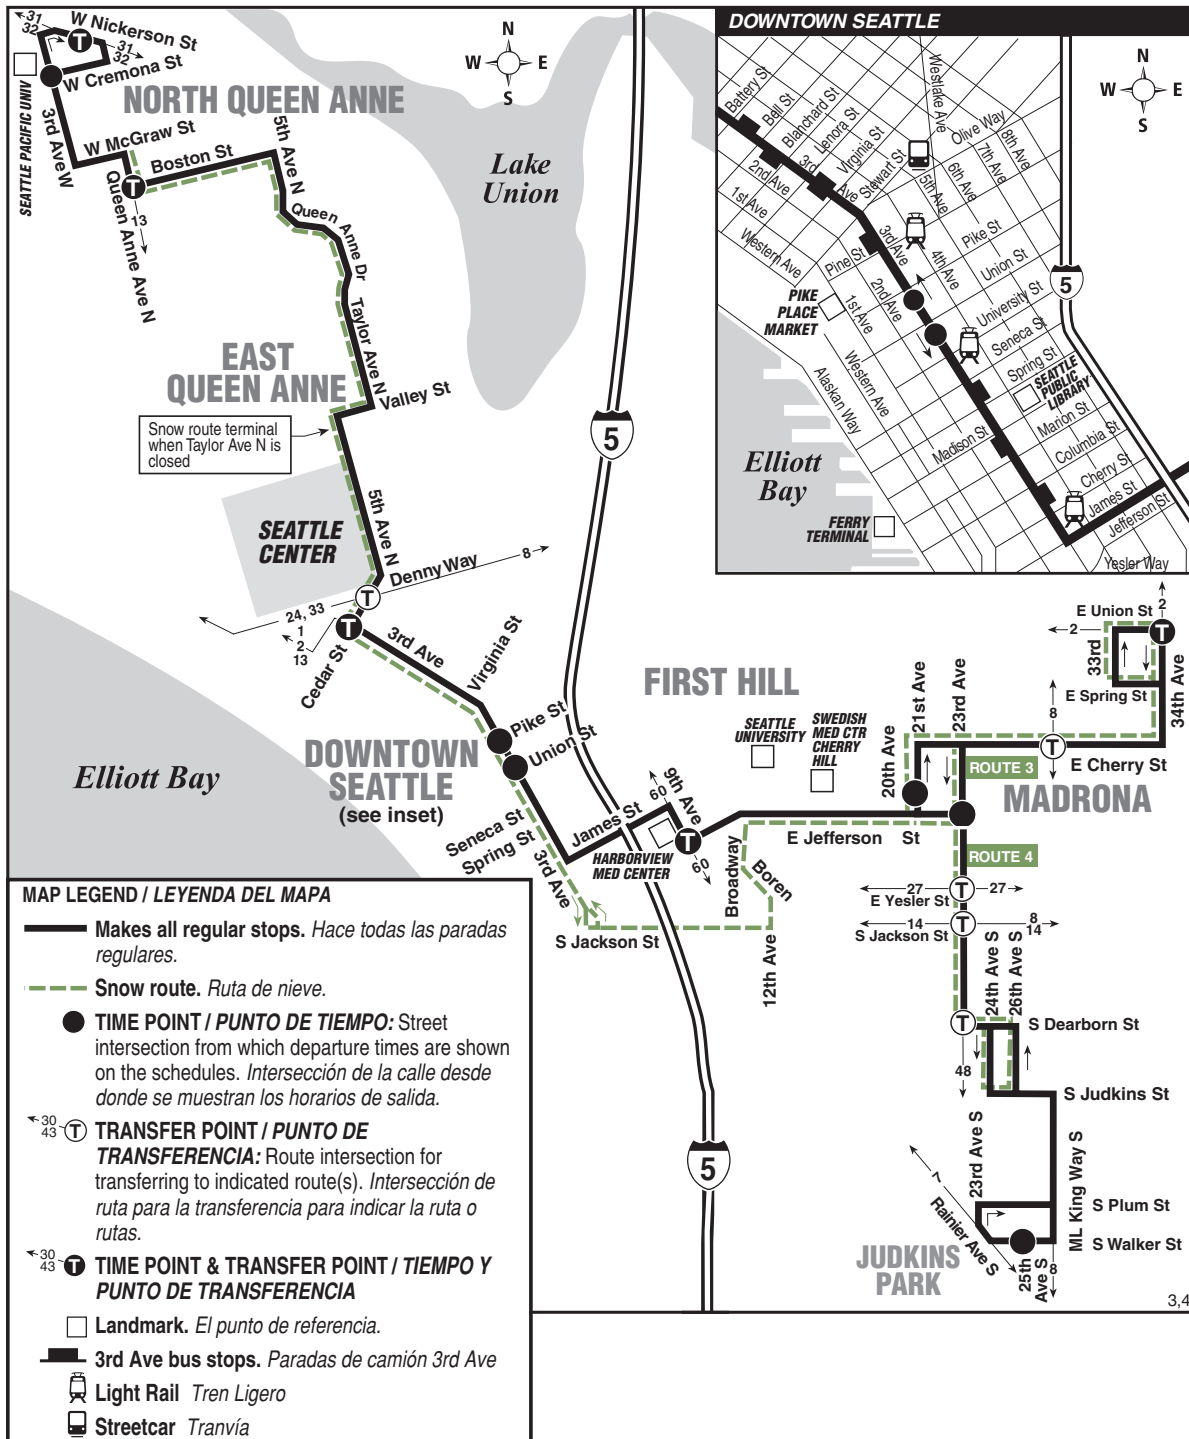 31
32
W Nickerson St
T
31
32
W Cremona St
SEATTLE PACIFIC UNIV
NORTH QUEEN ANNE
3rd Ave W
W McGraw St
Boston St
5th Ave N
T
13
Queen Anne Ave N
Queen
Anne Dr
Taylor Ave N
EAST
QUEEN ANNE
Valley St
Snow route terminal
when Taylor Ave N is
closed
5th Ave N
SEATTLE
CENTER
Denny Way
8
T
24, 33
1
2
13
T
Cedar St
3rd Ave
Virginia St
Lake
Union
N
W
E
S
5
Elliott Bay
DOWNTOWN
SEATTLE
(see inset)
Pike St
Union St
Seneca St
Spring St
3rd Ave
James St
60
9th Ave
T
60
HARBORVIEW
MED CENTER
S Jackson St
FIRST HILL
SEATTLE
UNIVERSITY
SWEDISH
MED CTR
CHERRY
HILL
Broadway
Boren
12th Ave
E Jefferson St
20th Ave
21st Ave
23rd Ave
ROUTE 3
ROUTE 4
MADRONA
E Cherry St
8
T
E Union St
2
2
T
33rd
E Spring St
34th Ave
27
T
27
E Yesler St
14
T
8
14
S Jackson St
24th Ave S
26th Ave S
T
S Dearborn St
48
S Judkins St
23rd Ave S
ML King Way S
7
Rainier Ave S
S Plum St
S Walker St
25th
Ave S
8
JUDKINS
PARK
5
3,4
DOWNTOWN SEATTLE
N
W
E
S
Battery St
Bell St
Blanchard St
Lenora St
Virginia St
Stewart St
Westlake Ave
Olive Way
8th Ave
7th Ave
6th Ave
5th Ave
3rd
Ave
2nd Ave
1st Ave
Western Ave
Pine St
3rd Ave
4th Ave
2nd Ave
1st Ave
Western Ave
Alaskan Way
Pike St
Union St
University St
Seneca St
Spring St
SEATTLE
PUBLIC
LIBRARY
Marion St
Madison St
Columbia St
Cherry St
James St
Jefferson St
Yesler Way
PIKE
PLACE
MARKET
Elliott
Bay
FERRY
TERMINAL
5
MAP LEGEND / LEYENDA DEL MAPA
Makes all regular stops. Hace todas las paradas
regulares.
Snow route. Ruta de nieve.
TIME POINT / PUNTO DE TIEMPO: Street
intersection from which departure times are shown
on the schedules. Intersección de la calle desde
donde se muestran los horarios de salida.
30
43
T
TRANSFER POINT / PUNTO DE
TRANSFERENCIA: Route intersection for
transferring to indicated route(s). Intersección de
ruta para la transferencia para indicar la ruta o
rutas.
30
43
T
TIME POINT & TRANSFER POINT / TIEMPO Y
PUNTO DE TRANSFERENCIA
Landmark. El punto de referencia.
3rd Ave bus stops. Paradas de camión 3rd Ave
Light Rail Tren Ligero
Streetcar Tranvía